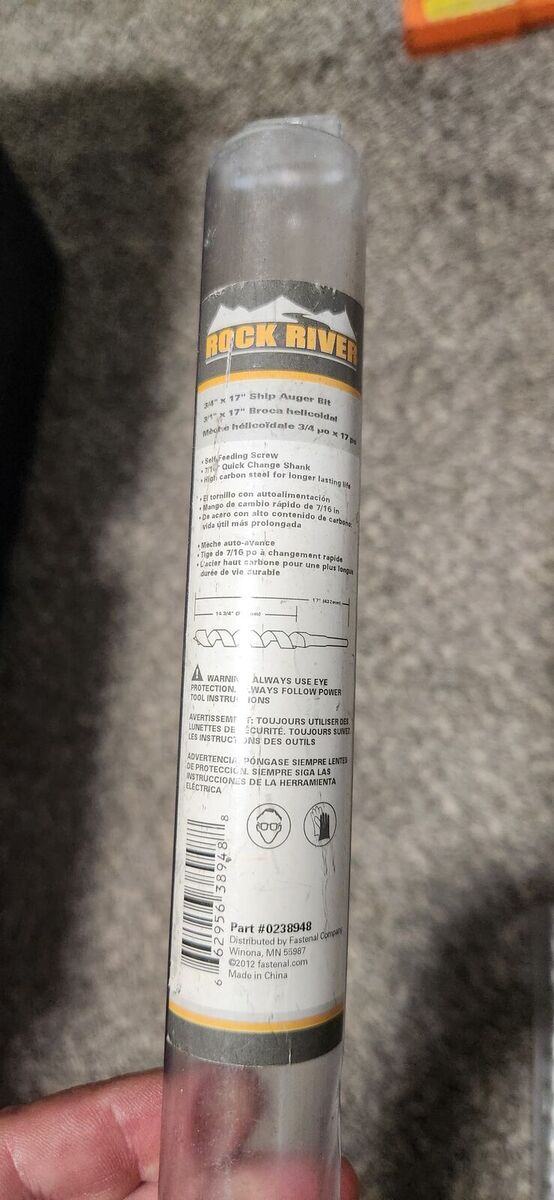 ROCK RIVER
3/4" x 17" Ship Auger Bit
3/1" x 17" Broca helicoidal
Mèche hélicoïdale 3/4 po x 17 po
• Self Feeding Screw
• 7/16" Quick Change Shank
• High carbon steel for longer lasting life
• El tornillo con autoalimentación
• Mango de cambio rápido de 7/16 in
• De acero con alto contenido de carbono:
vida útil más prolongada
• Mèche auto-avance
• Tige de 7/16 po à changement rapide
• L'acier haut carbone pour une plus longue
durée de vie durable
17" (432mm)
14 3/4"
WARNING ALWAYS USE EYE
PROTECTION. ALWAYS FOLLOW POWER
TOOL INSTRUCTIONS
AVERTISSEMENT: TOUJOURS UTILISER DES
LUNETTES DE SÉCURITÉ. TOUJOURS SUIVEZ
LES INSTRUCTIONS DES OUTILS
ADVERTENCIA PÓNGASE SIEMPRE LENTES
DE PROTECCIÓN. SIEMPRE SIGA LAS
INSTRUCCIONES DE LA HERRAMIENTA
ELÉCTRICA
6 62956 38948 8
Part #0238948
Distributed by Fastenal Company
Winona, MN 55987
©2012 fastenal.com
Made in China